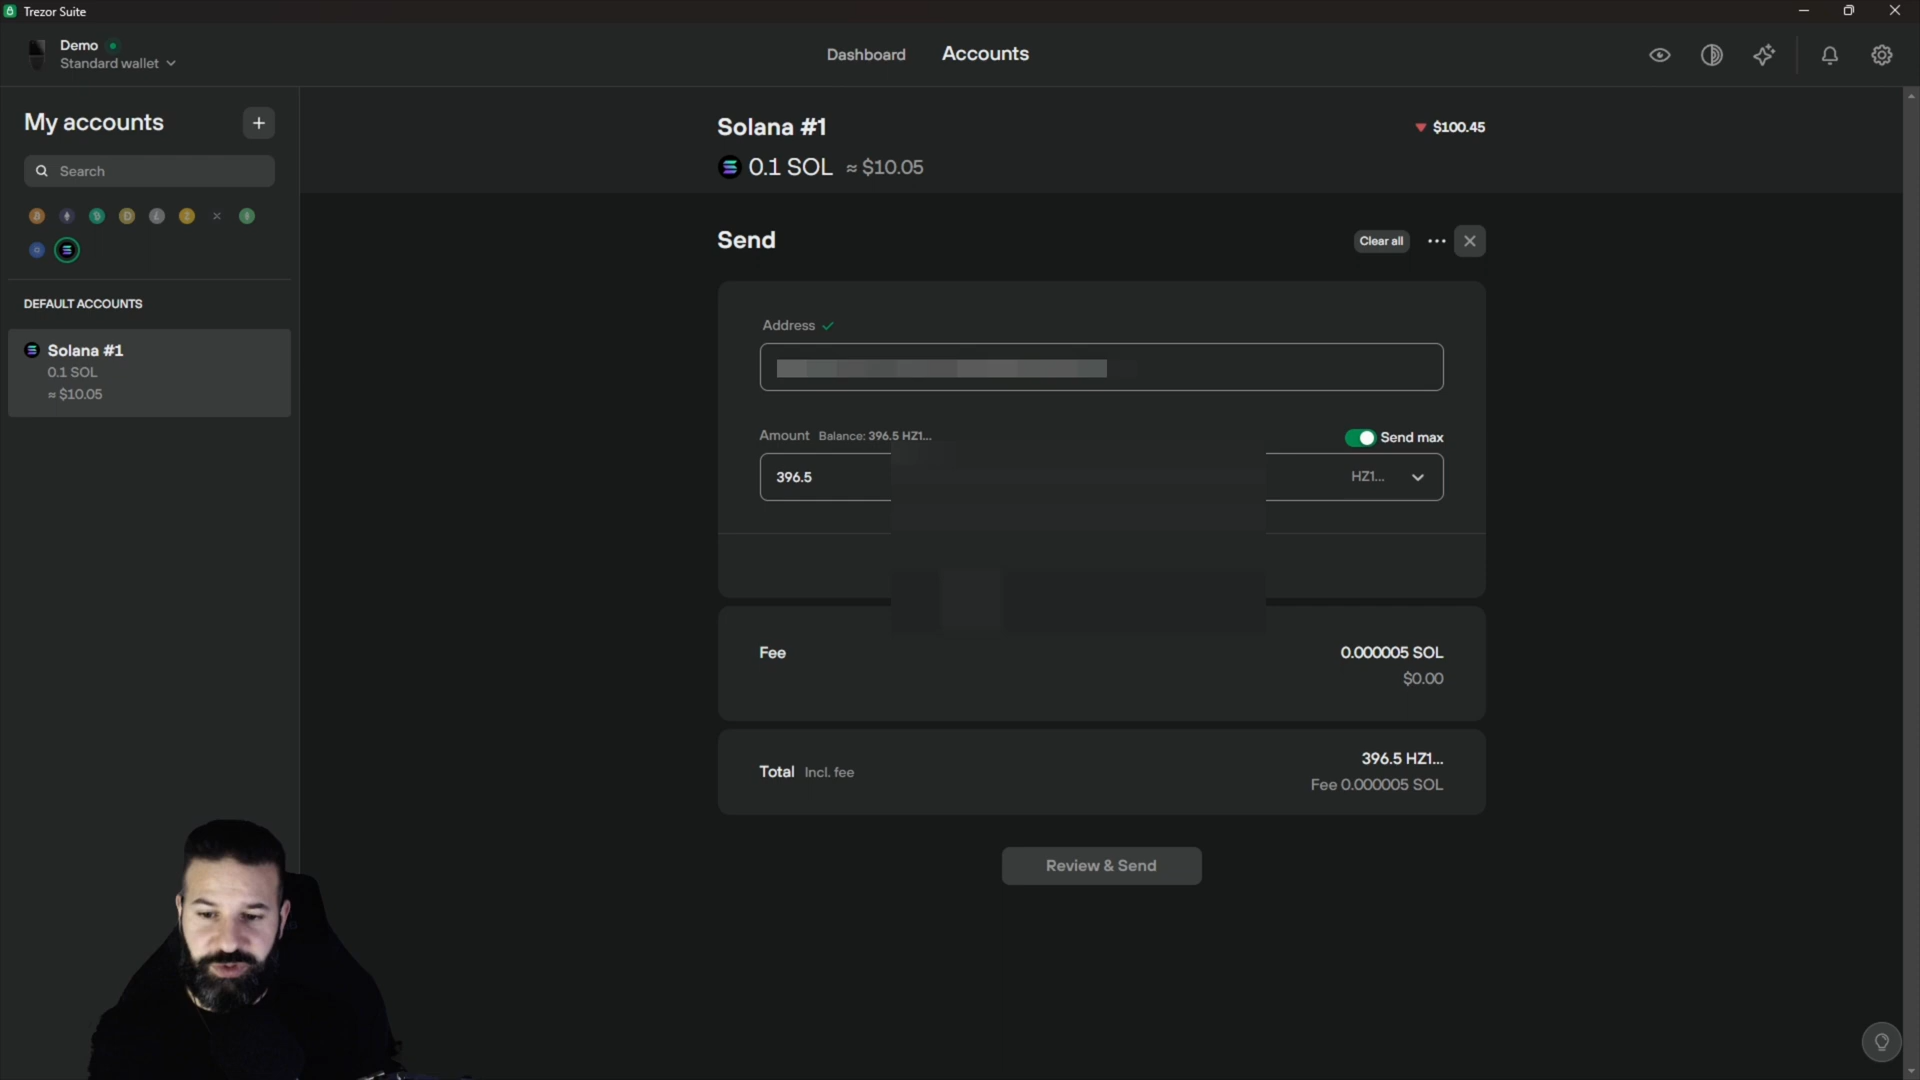 Trezor Suite
Demo
Standard wallet
Dashboard
Accounts
My accounts
+
Search
DEFAULT ACCOUNTS
Solana #1
0.1 SOL
≈ $10.05
Solana #1
$100.45
0.1 SOL ≈ $10.05
Send
Clear all
Address
Amount Balance: 396.5 HZ1...
Send max
396.5
HZ1...
Fee
0.000005 SOL
$0.00
Total Incl. fee
396.5 HZ1...
Fee 0.000005 SOL
Review & Send